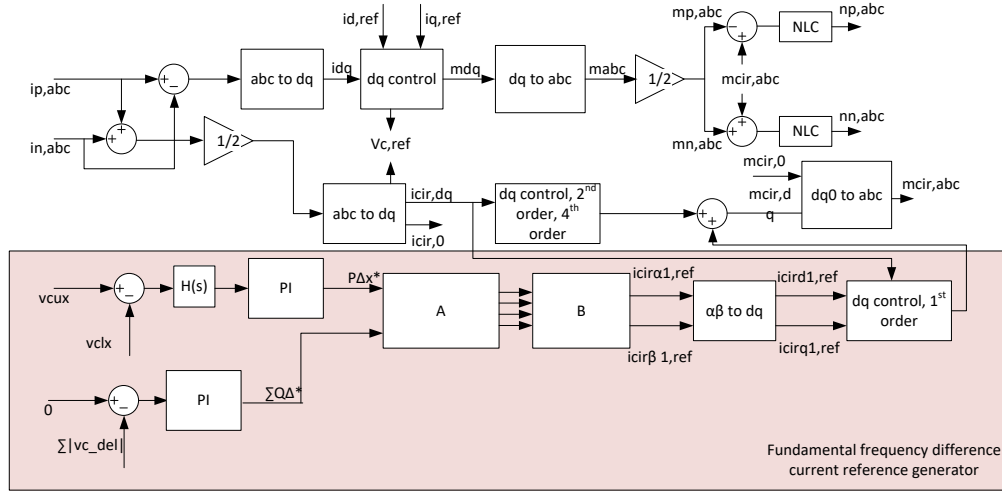 id,ref
iq,ref
mp,abc
np,abc
−
+
NLC
ip,abc
+
−
abc to dq
idq
dq control
mdq
dq to abc
mabc
1/2
mcir,abc
in,abc
+
+
1/2
Vc,ref
mn,abc
+
+
NLC
nn,abc
abc to dq
icir,dq
icir,0
dq control, 2nd
order, 4th
order
+
+
mcir,0
mcir,d
q
dq0 to abc
mcir,abc
vcux
+
−
vclx
H(s)
PI
PΔx*
A
B
icirα1,ref
icirβ 1,ref
αβ to dq
icird1,ref
icirq1,ref
dq control, 1st
order
0
+
−
∑|vc_del|
PI
∑QΔ*
Fundamental frequency difference
current reference generator